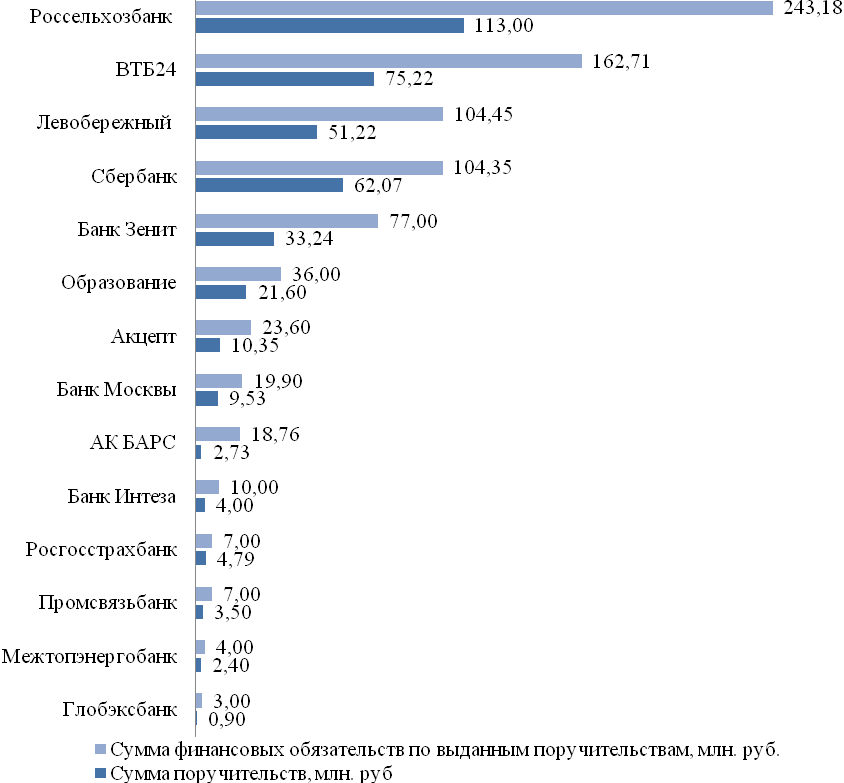 Россельхозбанк
243,18
113,00
ВТБ24
162,71
75,22
Левобережный
104,45
51,22
Сбербанк
104,35
62,07
Банк Зенит
77,00
33,24
Образование
36,00
21,60
Акцепт
23,60
10,35
Банк Москвы
19,90
9,53
АК БАРС
18,76
2,73
Банк Интеза
10,00
4,00
Росгосстрахбанк
7,00
4,79
Промсвязьбанк
7,00
3,50
Межтопэнергобанк
4,00
2,40
Глобэксбанк
3,00
0,90
Сумма финансовых обязательств по выданным поручительствам, млн. руб.
Сумма поручительств, млн. руб